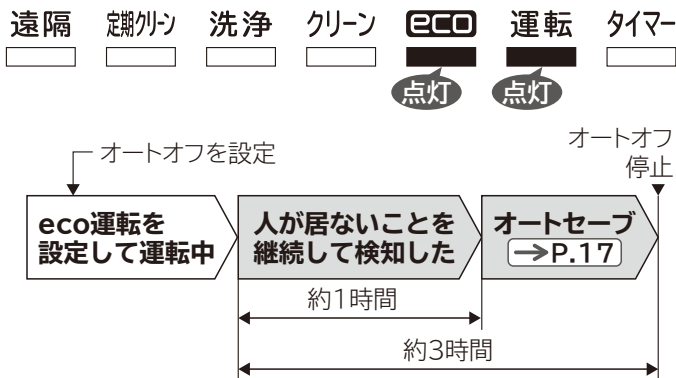 遠隔 定期クリーン 洗浄 クリーン eco 運転 タイマー
点灯 点灯
オートオフを設定
オートオフ
停止
eco運転を
設定して運転中
人が居ないことを
継続して検知した
オートセーブ
→P.17
約1時間
約3時間